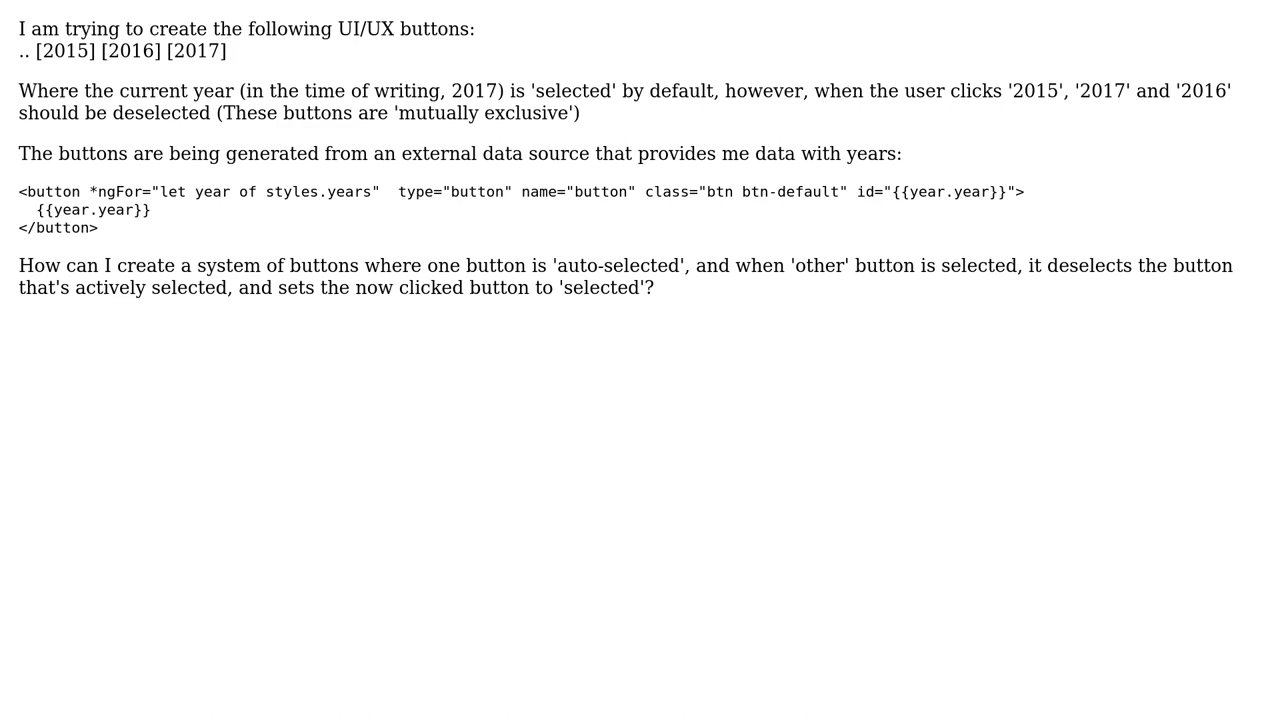 I am trying to create the following UI/UX buttons:
.. [2015] [2016] [2017]
Where the current year (in the time of writing, 2017) is 'selected' by default, however, when the user clicks '2015', '2017' and '2016'
should be deselected (These buttons are 'mutually exclusive')
The buttons are being generated from an external data source that provides me data with years:
<button *ngFor="let year of styles.years"  type="button" name="button" class="btn btn-default" id="{{year.year}}">
  {{year.year}}
</button>
How can I create a system of buttons where one button is 'auto-selected', and when 'other' button is selected, it deselects the button
that's actively selected, and sets the now clicked button to 'selected'?